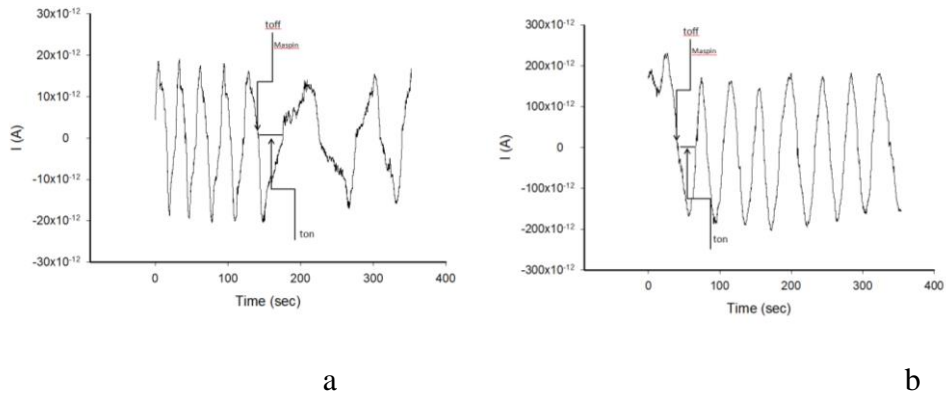 30x10-12
20x10-12
10x10-12
0
-10x10-12
-20x10-12
-30x10-12
I (A)
toff
Maspin
ton
0 100 200 300 400
Time (sec)
a
300x10-12
200x10-12
100x10-12
0
-100x10-12
-200x10-12
-300x10-12
I (A)
toff
Maspin
ton
0 100 200 300 400
Time (sec)
b